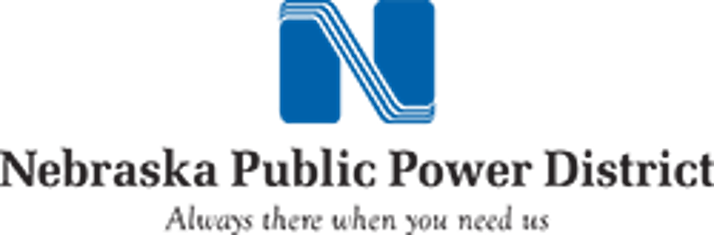 N
Nebraska Public Power District
Always there when you need us